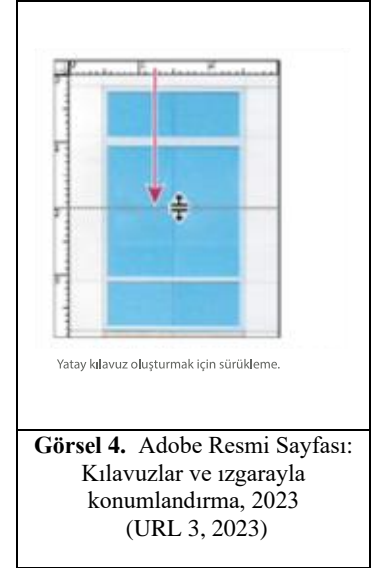 Yatay kılavuz oluşturmak için sürükleme.
Görsel 4. Adobe Resmi Sayfası:
Kılavuzlar ve ızgarayla
konumlandırma, 2023
(URL 3, 2023)